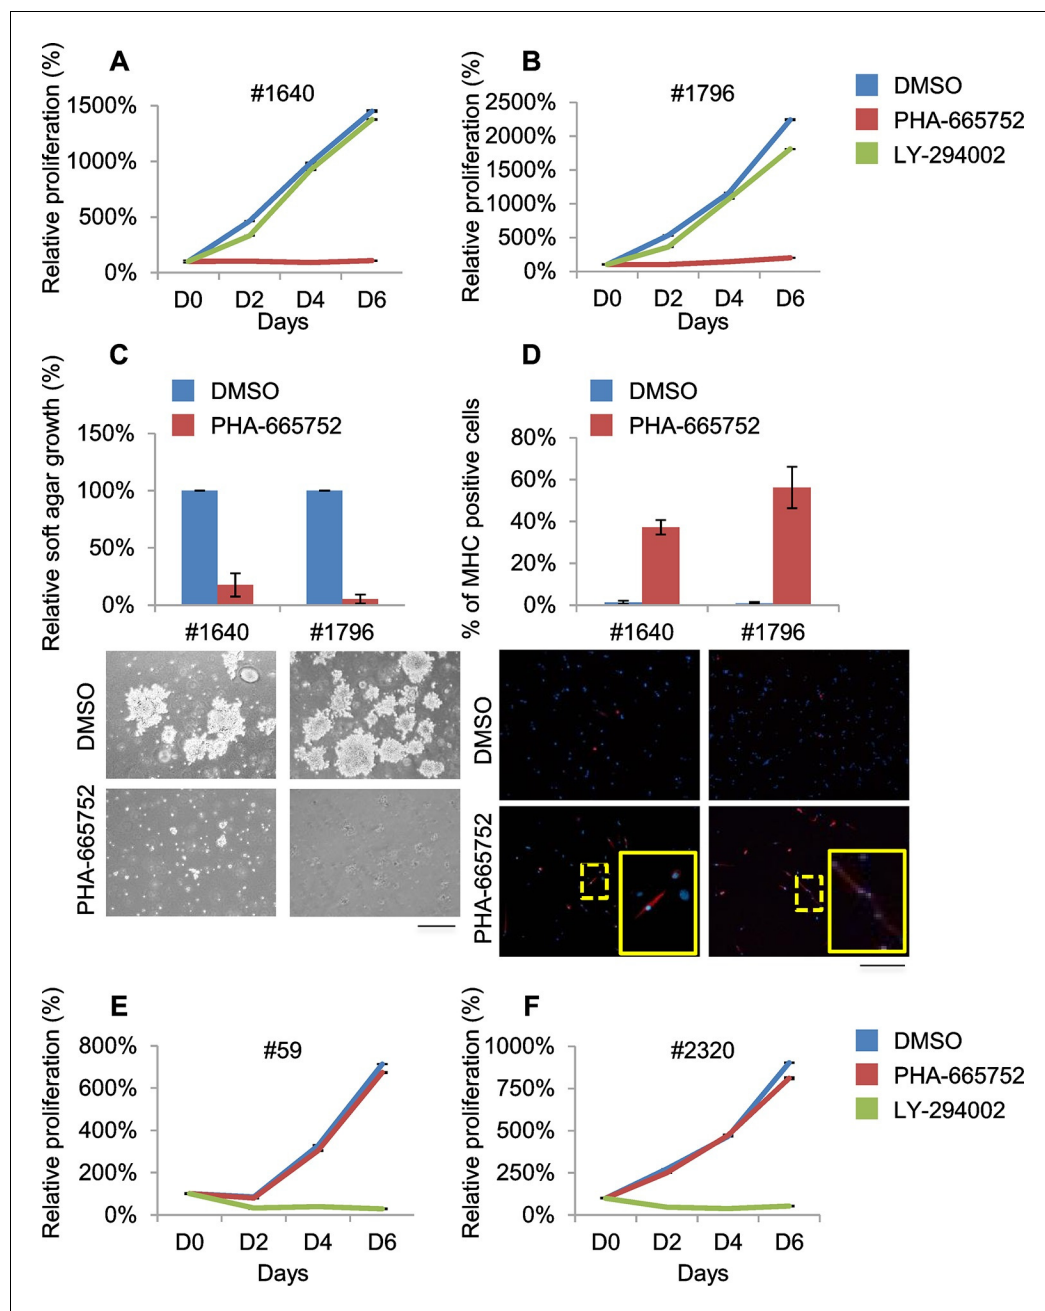 A
#1640
Relative proliferation (%)
1500%
1000%
500%
0%
D0 D2 D4 D6
Days
B
#1796
Relative proliferation (%)
2500%
2000%
1500%
1000%
500%
0%
D0 D2 D4 D6
Days
DMSO
PHA-665752
LY-294002
C
DMSO
PHA-665752
Relative soft agar growth (%)
150%
100%
50%
0%
#1640 #1796
DMSO
PHA-665752
D
DMSO
PHA-665752
% of MHC positive cells
80%
60%
40%
20%
0%
#1640 #1796
DMSO
PHA-665752
E
#59
Relative proliferation (%)
800%
600%
400%
200%
0%
D0 D2 D4 D6
Days
F
#2320
Relative proliferation (%)
1000%
750%
500%
250%
0%
D0 D2 D4 D6
Days
DMSO
PHA-665752
LY-294002